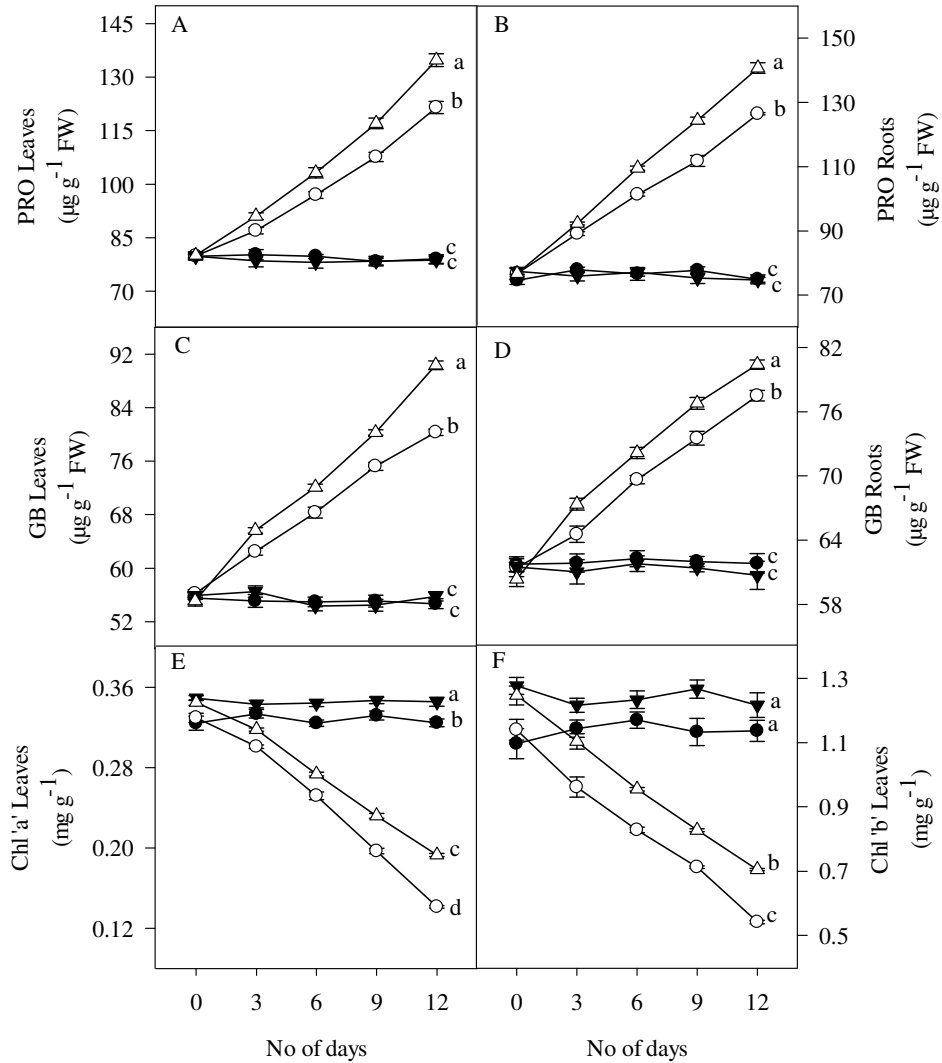 A
B
145
130
115
100
85
70
PRO Leaves
(µg g-1 FW)
a
b
c
c
a
b
c
c
150
130
110
90
70
PRO Roots
(µg g-1 FW)
C
D
92
84
76
68
60
52
GB Leaves
(µg g-1 FW)
a
b
c
c
a
b
c
c
82
76
70
64
58
GB Roots
(µg g-1 FW)
E
F
0.36
0.28
0.20
0.12
Chl 'a' Leaves
(mg g-1)
a
b
c
d
a
a
b
c
1.3
1.1
0.9
0.7
0.5
Chl 'b' Leaves
(mg g-1)
0 3 6 9 12
0 3 6 9 12
No of days
No of days